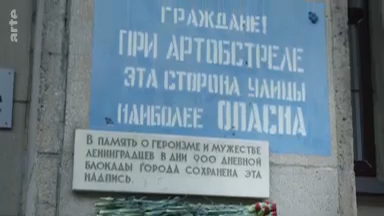 arte
ГРАЖДАНЕ!
ПРИ АРТОБСТРЕЛЕ
ЭТА СТОРОНА УЛИЦЫ
НАИБОЛЕЕ ОПАСНА
В ПАМЯТЬ О ГЕРОИЗМЕ И МУЖЕСТВЕ
ЛЕНИНГРАДЦЕВ В ДНИ 900 ДНЕВНОЙ
БЛОКАДЫ ГОРОДА СОХРАНЕНА ЭТА
НАДПИСЬ.